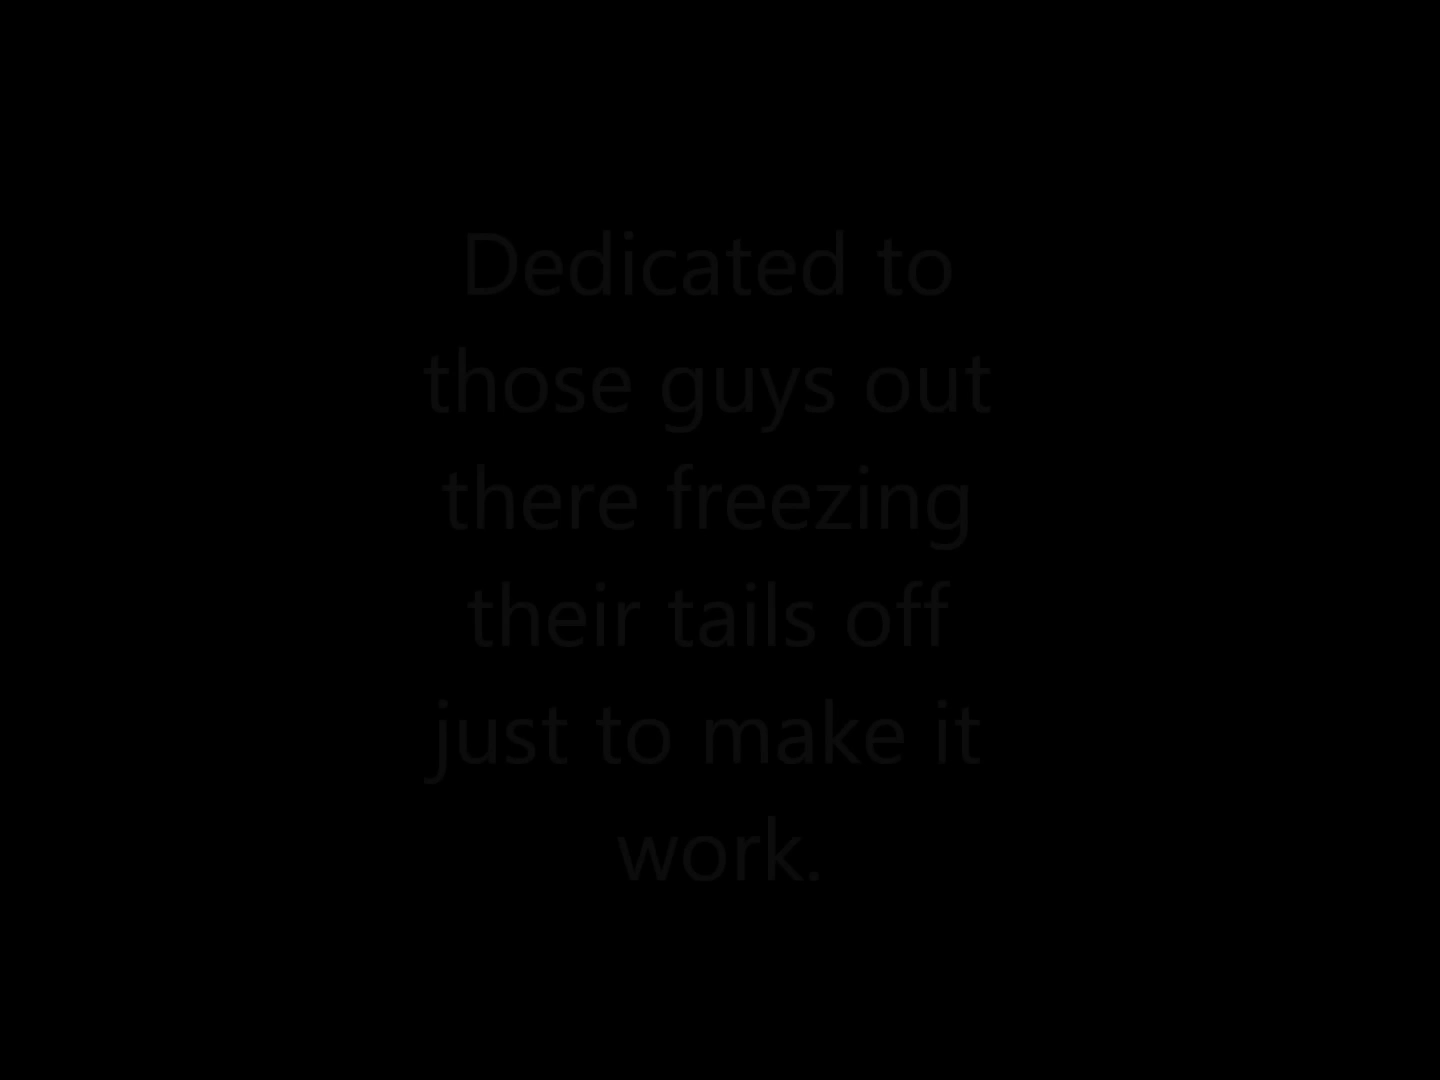 Dedicated to
those guys out
there freezing
their tails off
just to make it
work.